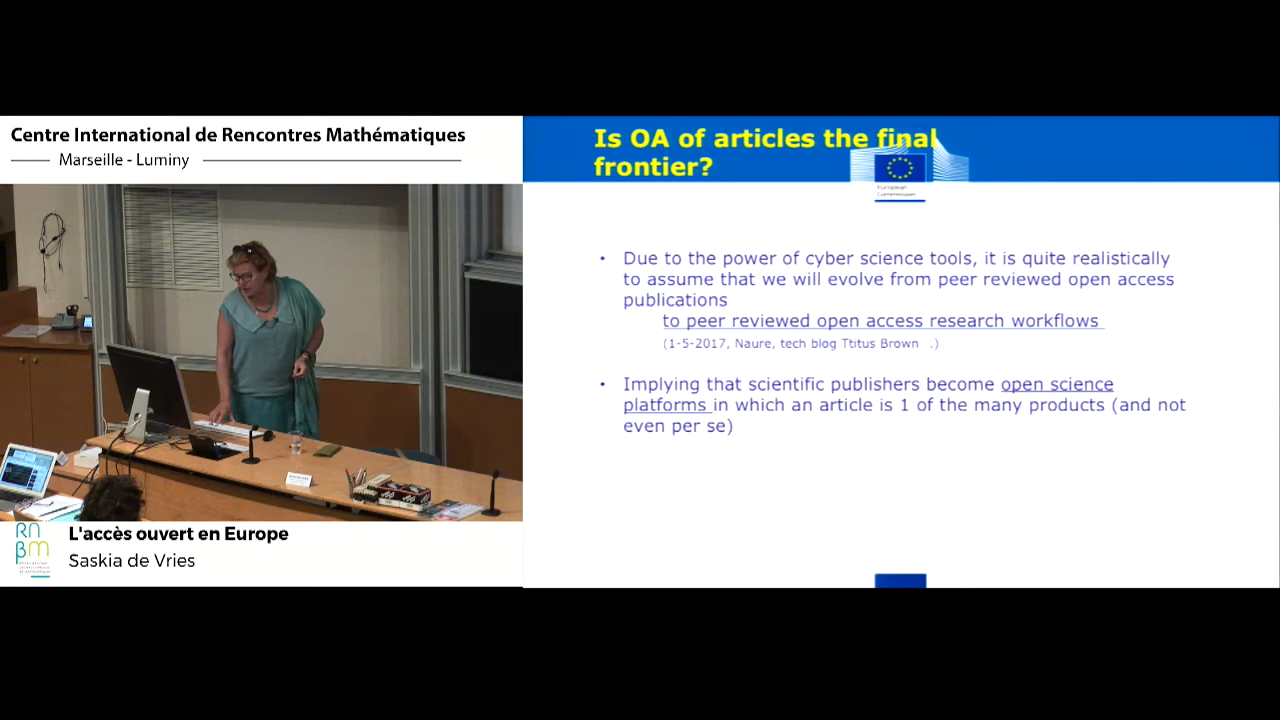 Centre International de Rencontres Mathématiques
Marseille - Luminy
Is OA of articles the final
frontier?
European
Commission
• Due to the power of cyber science tools, it is quite realistically
to assume that we will evolve from peer reviewed open access
publications
to peer reviewed open access research workflows
(1-5-2017, Naure, tech blog Ttitus Brown .)
• Implying that scientific publishers become open science
platforms in which an article is 1 of the many products (and not
even per se)
L'accès ouvert en Europe
Saskia de Vries